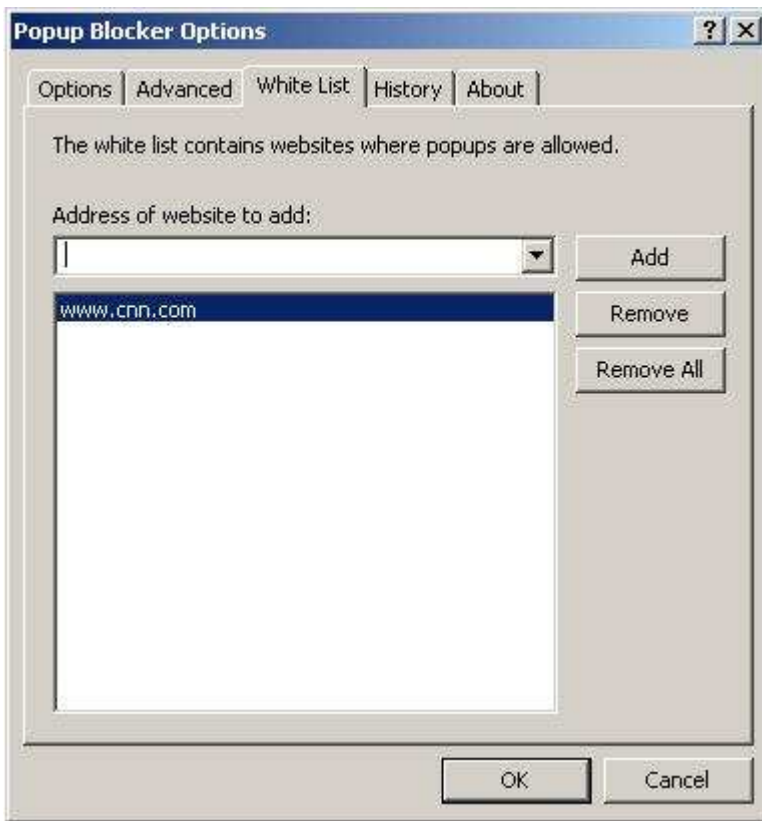 Popup Blocker Options
Options Advanced White List History About
The white list contains websites where popups are allowed.
Address of website to add:
Add
www.cnn.com
Remove
Remove All
OK Cancel